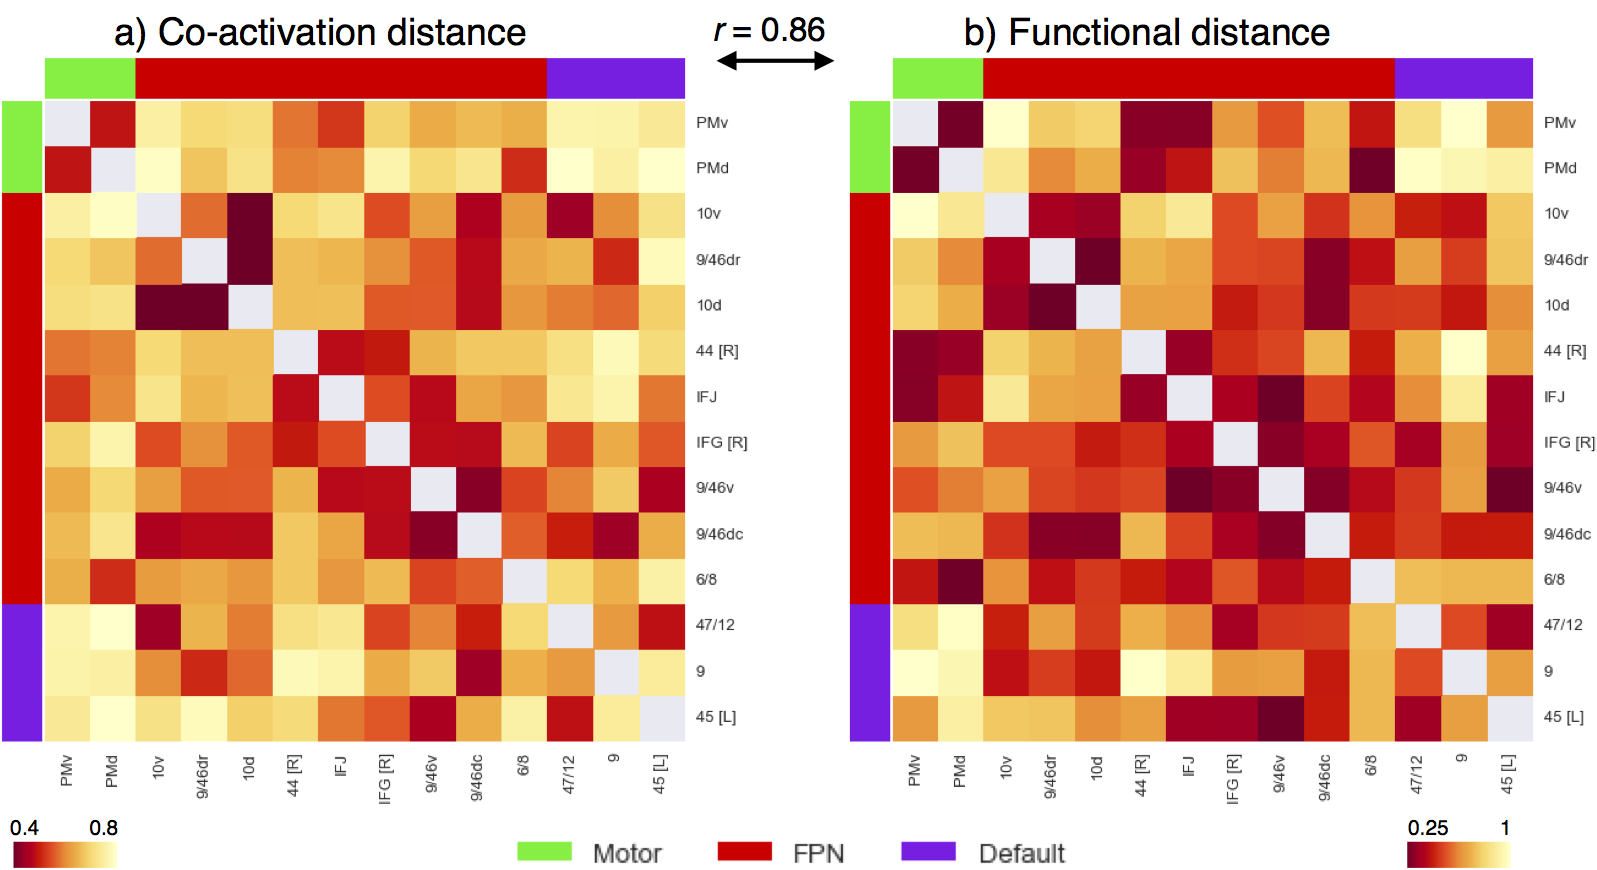 a) Co-activation distance
r = 0.86
b) Functional distance
PMv
PMd
10v
9/46dr
10d
44 [R]
IFJ
IFG [R]
9/46v
9/46dc
6/8
47/12
9
45 [L]
PMv
PMd
10v
9/46dr
10d
44 [R]
IFJ
IFG [R]
9/46v
9/46dc
6/8
47/12
9
45 [L]
PMv
PMd
10v
9/46dr
10d
44 [R]
IFJ
IFG [R]
9/46v
9/46dc
6/8
47/12
9
45 [L]
PMv
PMd
10v
9/46dr
10d
44 [R]
IFJ
IFG [R]
9/46v
9/46dc
6/8
47/12
9
45 [L]
0.4 0.8
Motor FPN Default
0.25 1